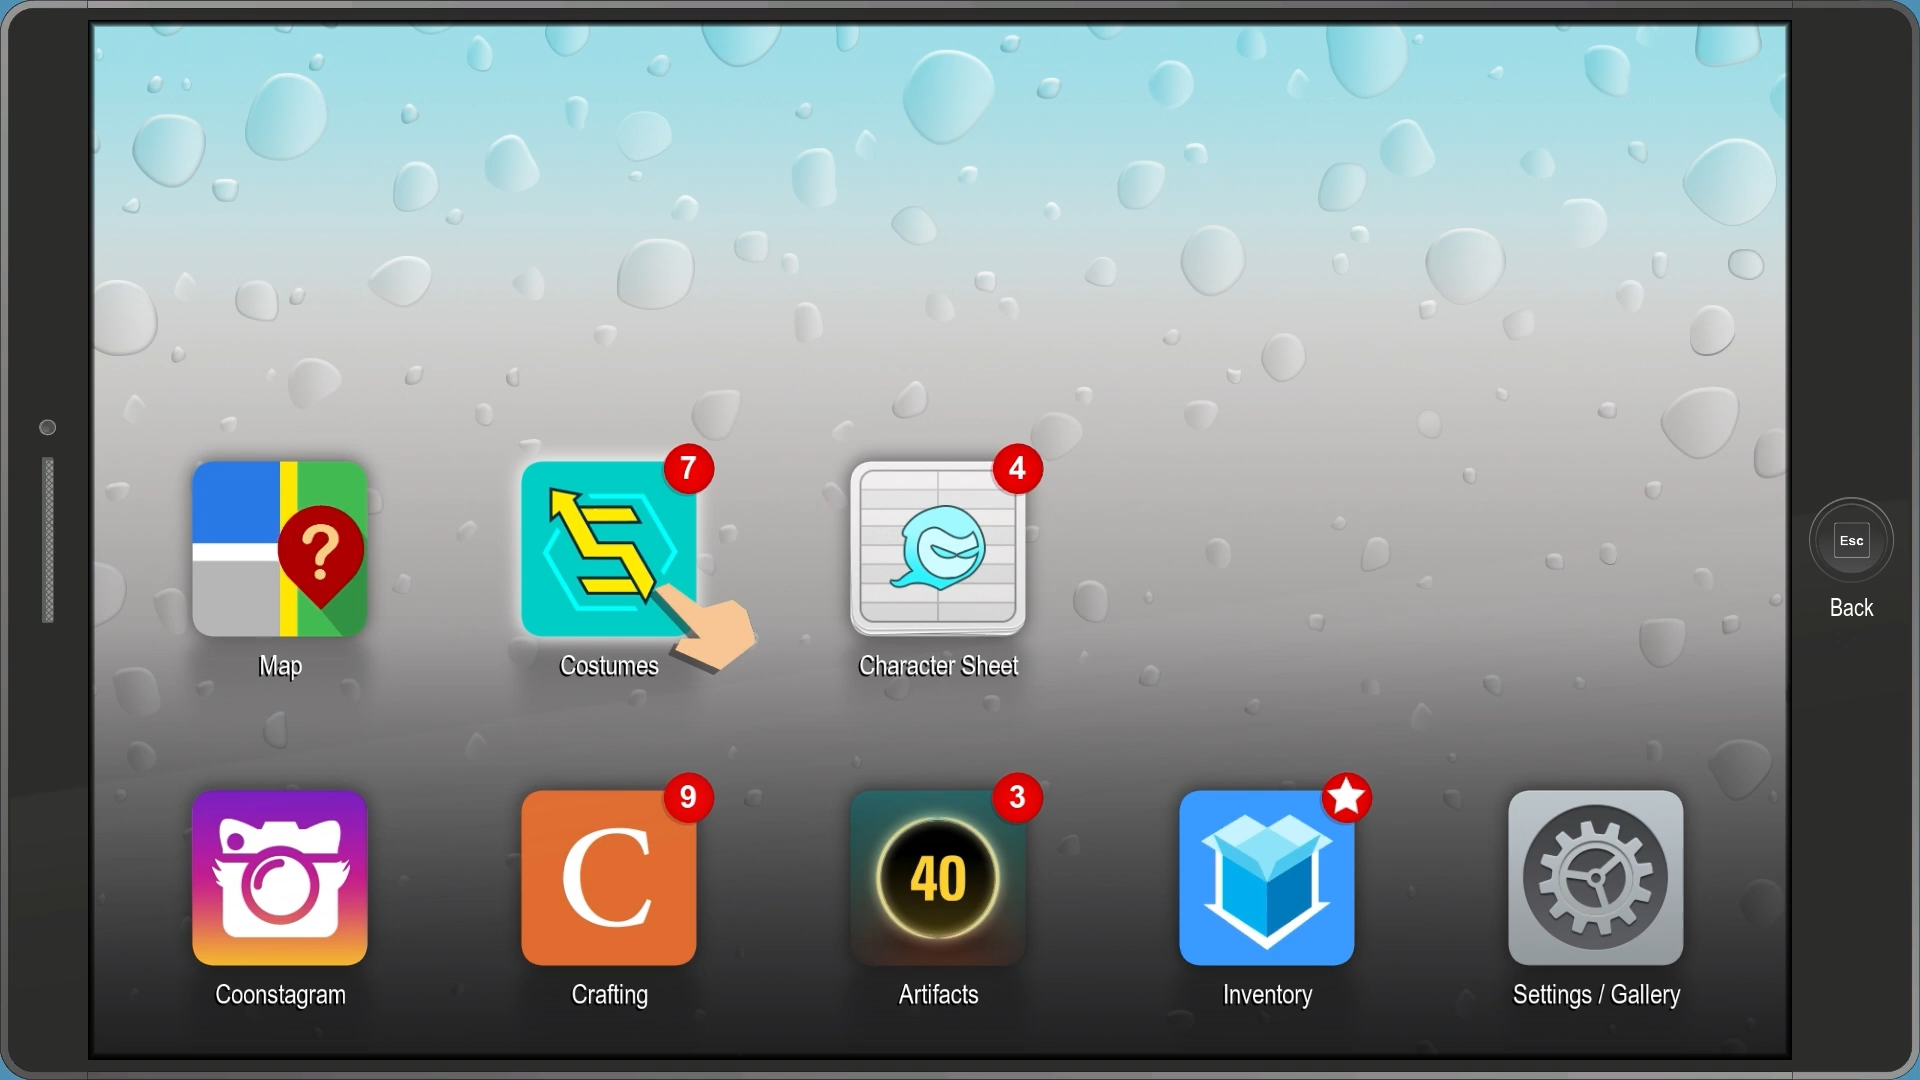 7
4
?
Esc
Back
Map
Costumes
Character Sheet
9
3
C
40
Coonstagram
Crafting
Artifacts
Inventory
Settings / Gallery